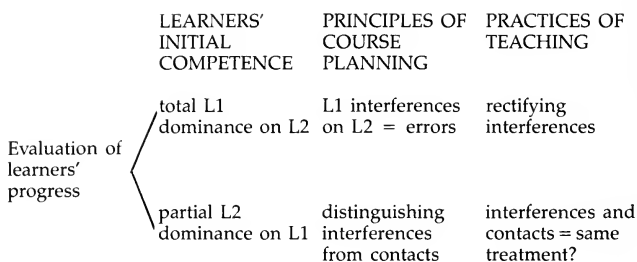 LEARNERS' PRINCIPLES OF PRACTICES OF
INITIAL COURSE TEACHING
COMPETENCE PLANNING
total L1 L1 interferences rectifying
dominance on L2 on L2 = errors interferences
Evaluation of
learners'
progress
partial L2 distinguishing interferences and
dominance on L1 interferences contacts = same
from contacts treatment?